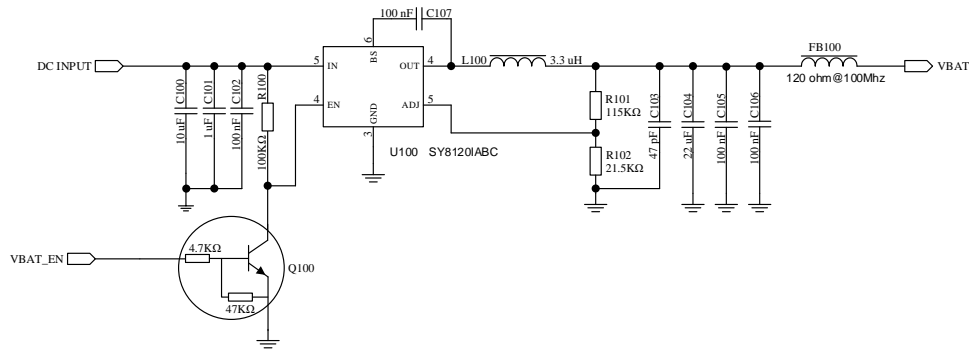 100 nF
C107
6
BS
DC INPUT
5
IN
OUT
4
L100
3.3 uH
FB100
120 ohm@100Mhz
VBAT
C100
10 uF
C101
1 uF
C102
100 nF
R100
100KΩ
4
EN
ADJ
5
GND
3
U100 SY8120IABC
R101
115KΩ
R102
21.5KΩ
C103
47 pF
C104
22 uF
C105
100 nF
C106
100 nF
VBAT_EN
4.7KΩ
47KΩ
Q100